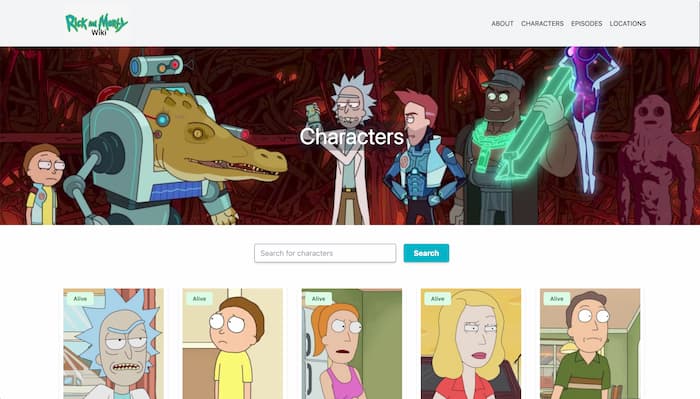 Rick and Morty
Wiki
ABOUT CHARACTERS EPISODES LOCATIONS
Characters
Search for characters Search
Alive Alive Alive Alive Alive